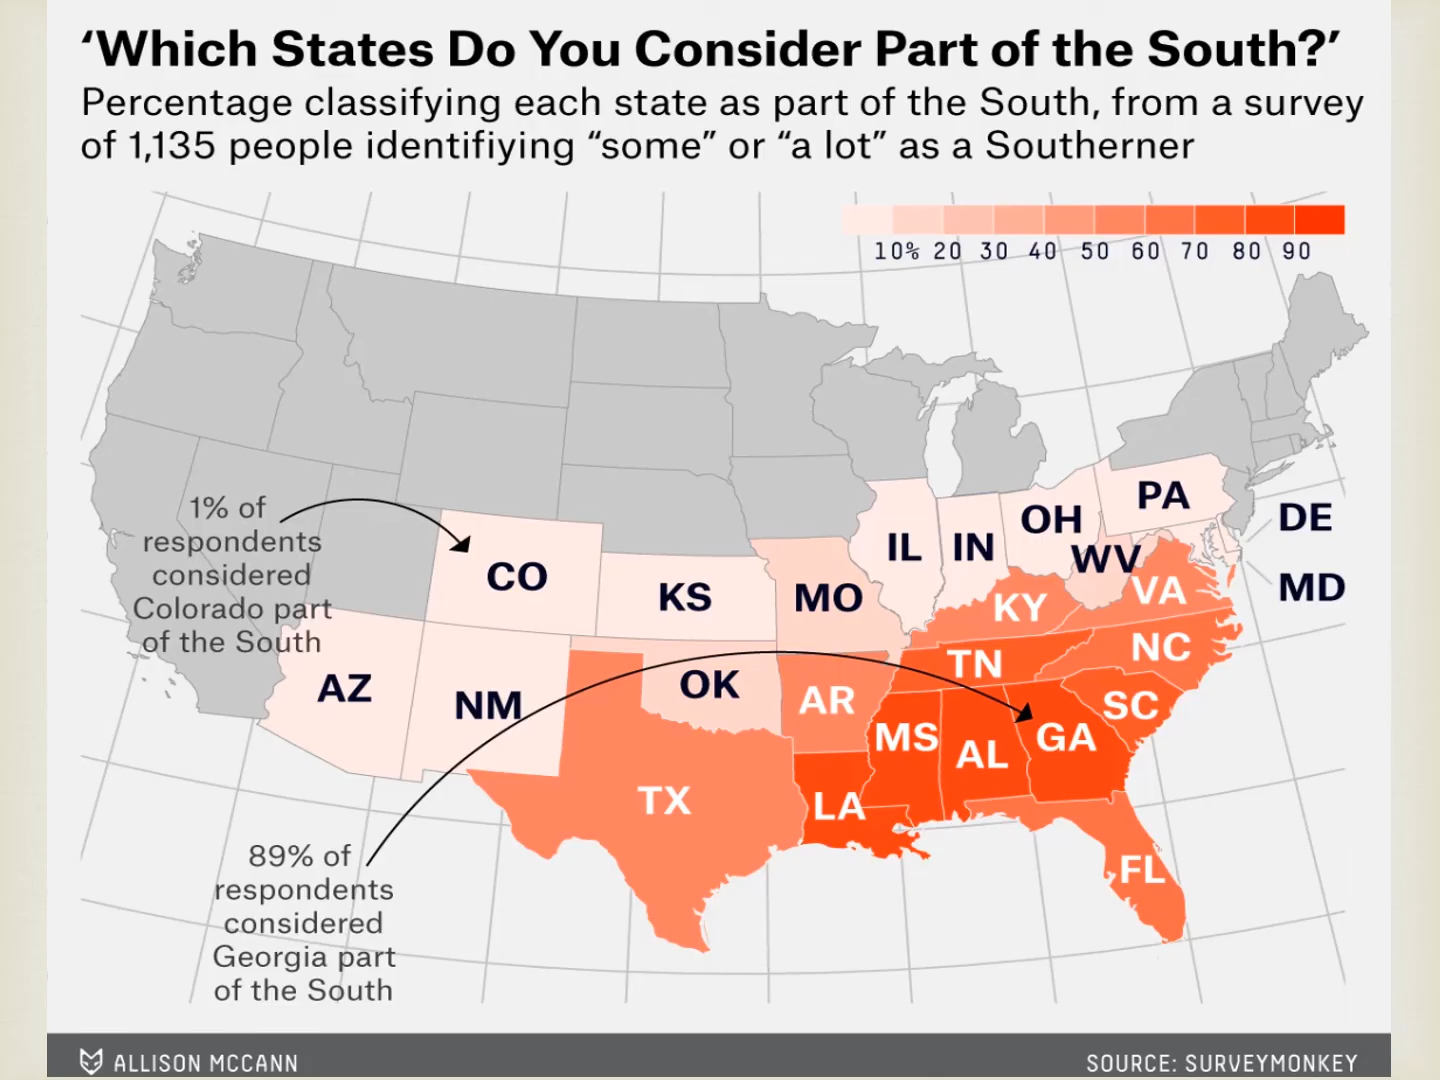 ‘Which States Do You Consider Part of the South?’
Percentage classifying each state as part of the South, from a survey
of 1,135 people identifiying “some” or “a lot” as a Southerner
10% 20 30 40 50 60 70 80 90
1% of
respondents
considered
Colorado part
of the South
PA
DE
OH
IL
IN
WV
CO
MD
KS
MO
VA
KY
NC
TN
AZ
OK
NM
AR
SC
MS
GA
AL
TX
LA
FL
89% of
respondents
considered
Georgia part
of the South
ALLISON MCCANN
SOURCE: SURVEYMONKEY